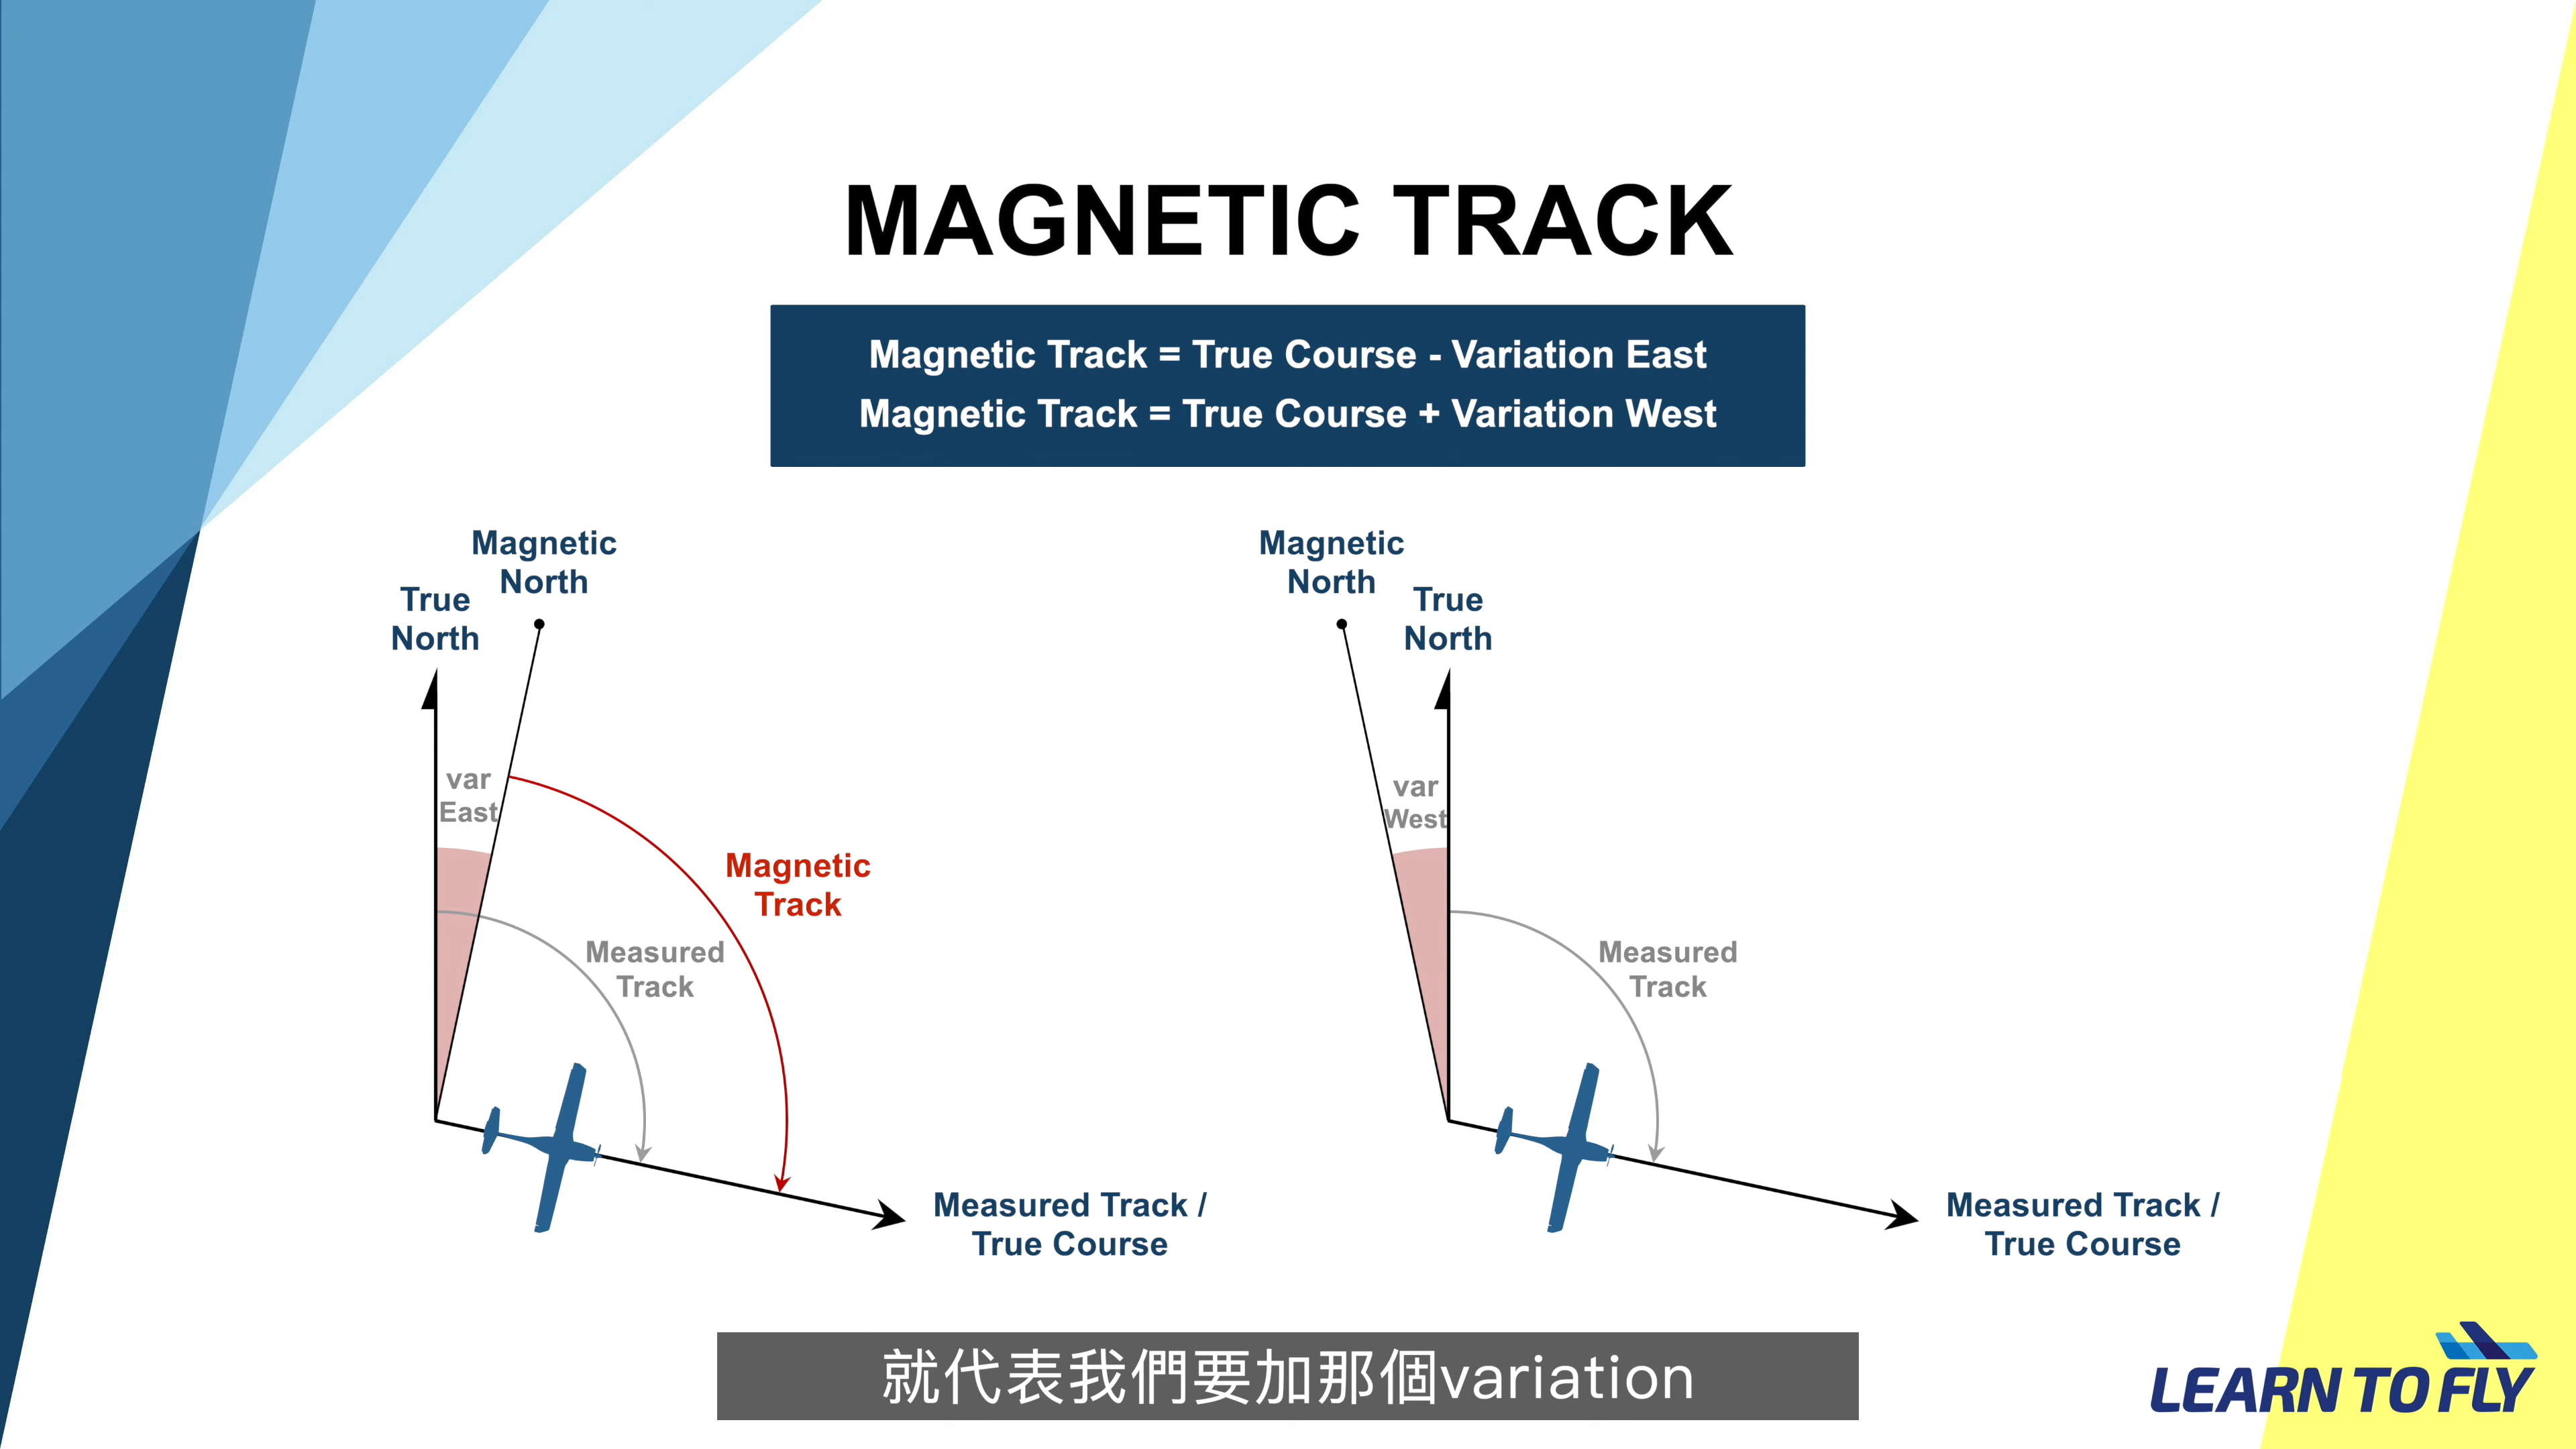 MAGNETIC TRACK
Magnetic Track = True Course - Variation East
Magnetic Track = True Course + Variation West
Magnetic
North
True
North
var
East
Magnetic
Track
Measured
Track
Measured Track /
True Course
Magnetic
North
True
North
var
West
Measured
Track
Measured Track /
True Course
就代表我們要加那個variation
LEARN TO FLY